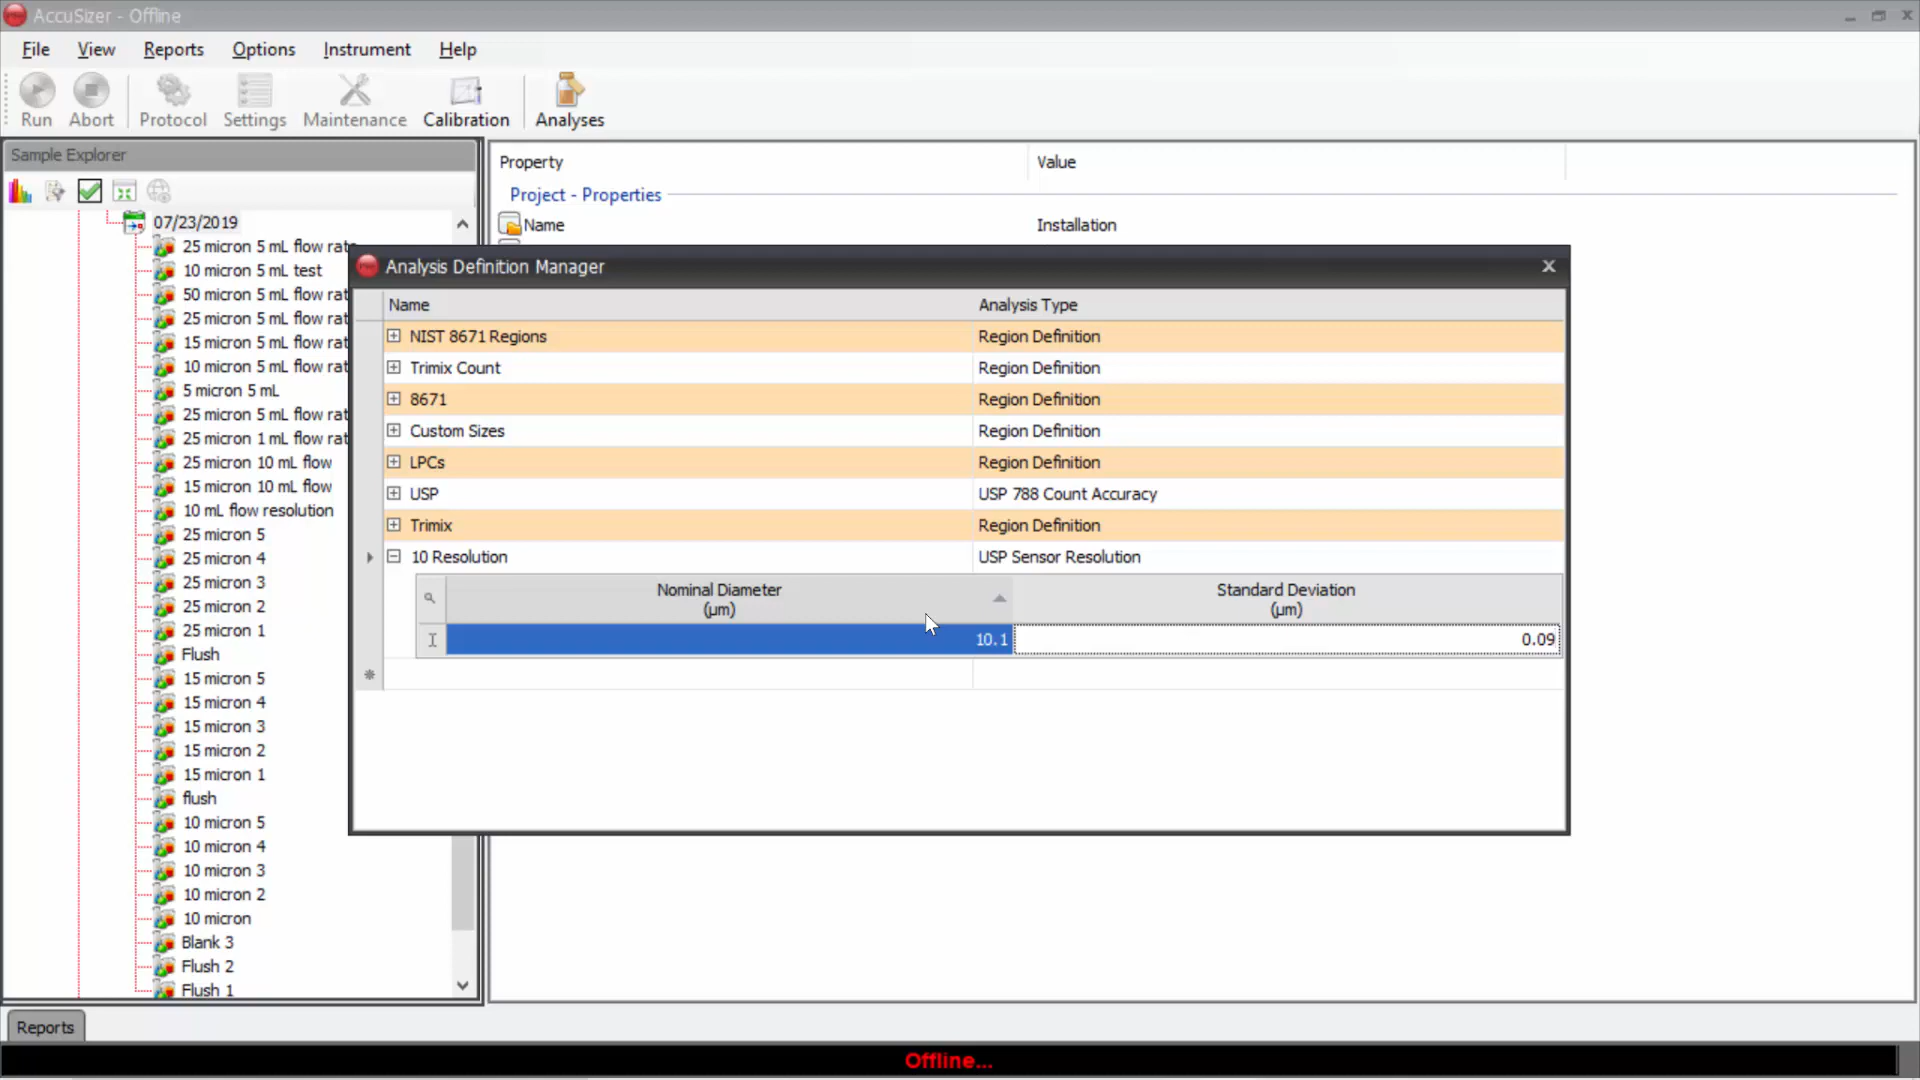 AccuSizer - Offline
File View Reports Options Instrument Help
Run Abort Protocol Settings Maintenance Calibration Analyses
Sample Explorer
07/23/2019
25 micron 5 mL flow rate
10 micron 5 mL test
50 micron 5 mL flow rat
25 micron 5 mL flow rat
15 micron 5 mL flow rat
10 micron 5 mL flow rat
5 micron 5 mL
25 micron 5 mL flow rat
25 micron 1 mL flow rat
25 micron 10 mL flow
15 micron 10 mL flow
10 mL flow resolution
25 micron 5
25 micron 4
25 micron 3
25 micron 2
25 micron 1
Flush
15 micron 5
15 micron 4
15 micron 3
15 micron 2
15 micron 1
flush
10 micron 5
10 micron 4
10 micron 3
10 micron 2
10 micron
Blank 3
Flush 2
Flush 1
Property Value
Project - Properties
Name Installation
Analysis Definition Manager
Name Analysis Type
NIST 8671 Regions Region Definition
Trimix Count Region Definition
8671 Region Definition
Custom Sizes Region Definition
LPCs Region Definition
USP USP 788 Count Accuracy
Trimix Region Definition
10 Resolution USP Sensor Resolution
Nominal Diameter Standard Deviation
(µm) (µm)
10.1 0.09
Reports
Offline...